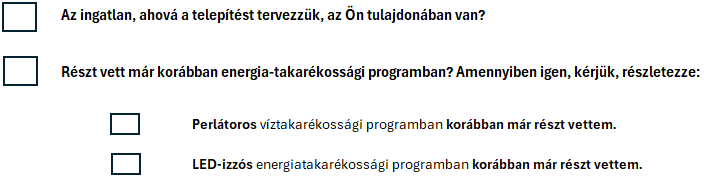 Az ingatlan, ahová a telepítést tervezzük, az Ön tulajdonában van?
Részt vett már korábban energia-takarékossági programban? Amennyiben igen, kérjük, részletezze:
Perlátoros víztakarékossági programban korábban már részt vettem.
LED-izzós energiatakarékossági programban korábban már részt vettem.